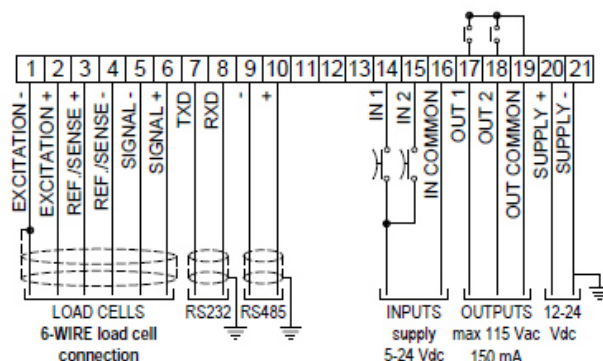 1 2 3 4 5 6 7 8 9 10 11 12 13 14 15 16 17 18 19 20 21
EXCITATION -
EXCITATION +
REF./SENSE +
REF./SENSE -
SIGNAL -
SIGNAL +
TXD
RXD
-
+
IN 1
IN 2
IN COMMON
OUT 1
OUT 2
OUT COMMON
SUPPLY +
SUPPLY -
LOAD CELLS
6-WIRE load cell
connection
RS232
RS485
INPUTS
supply
5-24 Vdc
OUTPUTS
max 115 Vac
150 mA
12-24
Vdc